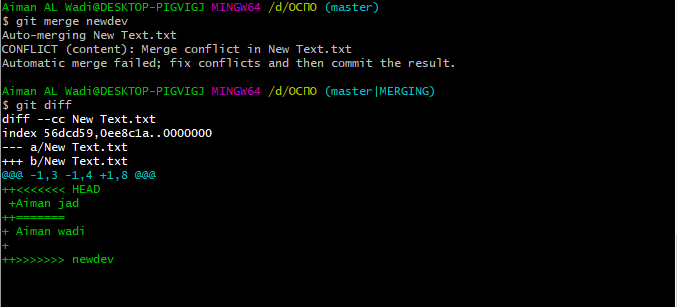 Aiman AL Wadi@DESKTOP-PIGVIGJ MINGW64 /d/ОСПО (master)
$ git merge newdev
Auto-merging New Text.txt
CONFLICT (content): Merge conflict in New Text.txt
Automatic merge failed; fix conflicts and then commit the result.
Aiman AL Wadi@DESKTOP-PIGVIGJ MINGW64 /d/ОСПО (master|MERGING)
$ git diff
diff --cc New Text.txt
index 56dcd59,0ee8c1a..0000000
--- a/New Text.txt
+++ b/New Text.txt
@@@ -1,3 -1,4 +1,8 @@@
++<<<<<<< HEAD
 +Aiman jad
++=======
+ Aiman wadi
+
++>>>>>>> newdev